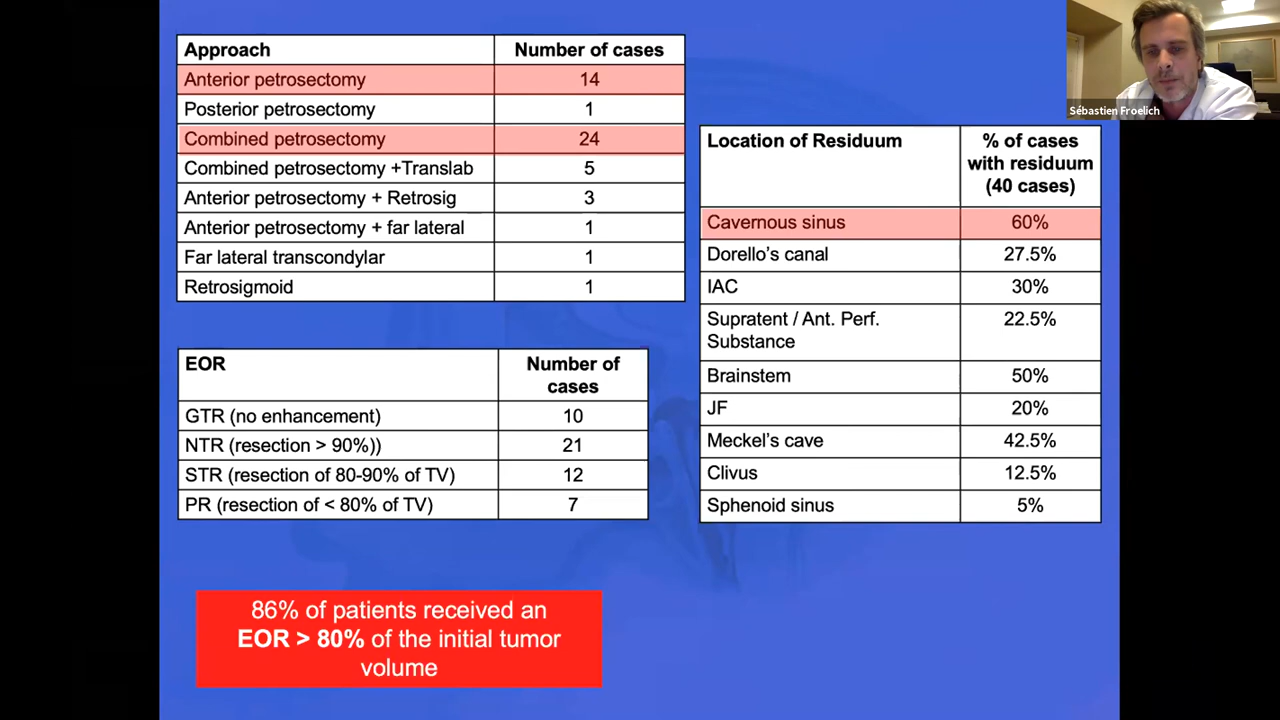 Approach Number of cases
Anterior petrosectomy 14
Posterior petrosectomy 1
Combined petrosectomy 24
Combined petrosectomy +Translab 5
Anterior petrosectomy + Retrosig 3
Anterior petrosectomy + far lateral 1
Far lateral transcondylar 1
Retrosigmoid 1
EOR Number of
cases
GTR (no enhancement) 10
NTR (resection > 90%)) 21
STR (resection of 80-90% of TV) 12
PR (resection of < 80% of TV) 7
86% of patients received an
EOR > 80% of the initial tumor
volume
Sébastien Froelich
Location of Residuum % of cases
with residuum
(40 cases)
Cavernous sinus 60%
Dorello's canal 27.5%
IAC 30%
Supratent / Ant. Perf. 22.5%
Substance
Brainstem 50%
JF 20%
Meckel's cave 42.5%
Clivus 12.5%
Sphenoid sinus 5%